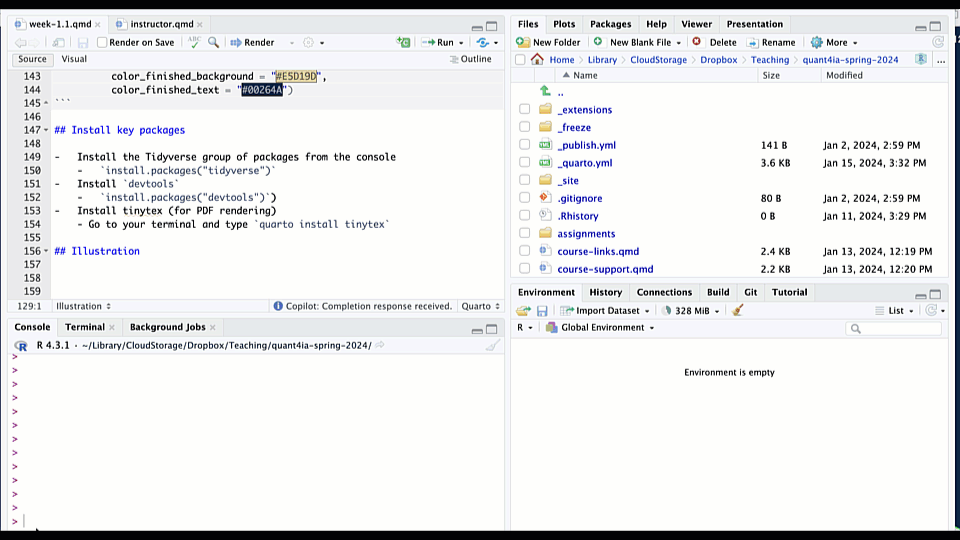 week-1.1.qmd
instructor.qmd
Render on Save
ABC
Render
Run
Source
Visual
Outline
143 color_finished_background = "#E5D19D",
144 color_finished_text = "#00264A")
145 ```
146
147 ## Install key packages
148
149 - Install the Tidyverse group of packages from the console
150 - `install.packages("tidyverse")`
151 - Install `devtools`
152 - `install.packages("devtools")`)
153 - Install tinytex (for PDF rendering)
154 - Go to your terminal and type `quarto install tinytex`
155
156 ## Illustration
157
158
159
129:1
Illustration
Copilot: Completion response received.
Quarto
Console
Terminal
Background Jobs
R 4.3.1 · ~/Library/CloudStorage/Dropbox/Teaching/quant4ia-spring-2024/
>
>
>
>
>
>
>
>
>
>
>
>
>
Files Plots Packages Help Viewer Presentation
New Folder
New Blank File
Delete
Rename
More
Home
Library
CloudStorage
Dropbox
Teaching
quant4ia-spring-2024
...
Name Size Modified
..
_extensions
_freeze
_publish.yml 141 B Jan 2, 2024, 2:59 PM
_quarto.yml 3.6 KB Jan 15, 2024, 3:32 PM
_site
.gitignore 80 B Jan 2, 2024, 2:59 PM
.Rhistory 0 B Jan 11, 2024, 3:29 PM
assignments
course-links.qmd 2.4 KB Jan 13, 2024, 12:19 PM
course-support.qmd 2.2 KB Jan 13, 2024, 12:20 PM
Environment History Connections Build Git Tutorial
Import Dataset
328 MiB
List
R
Global Environment
Environment is empty